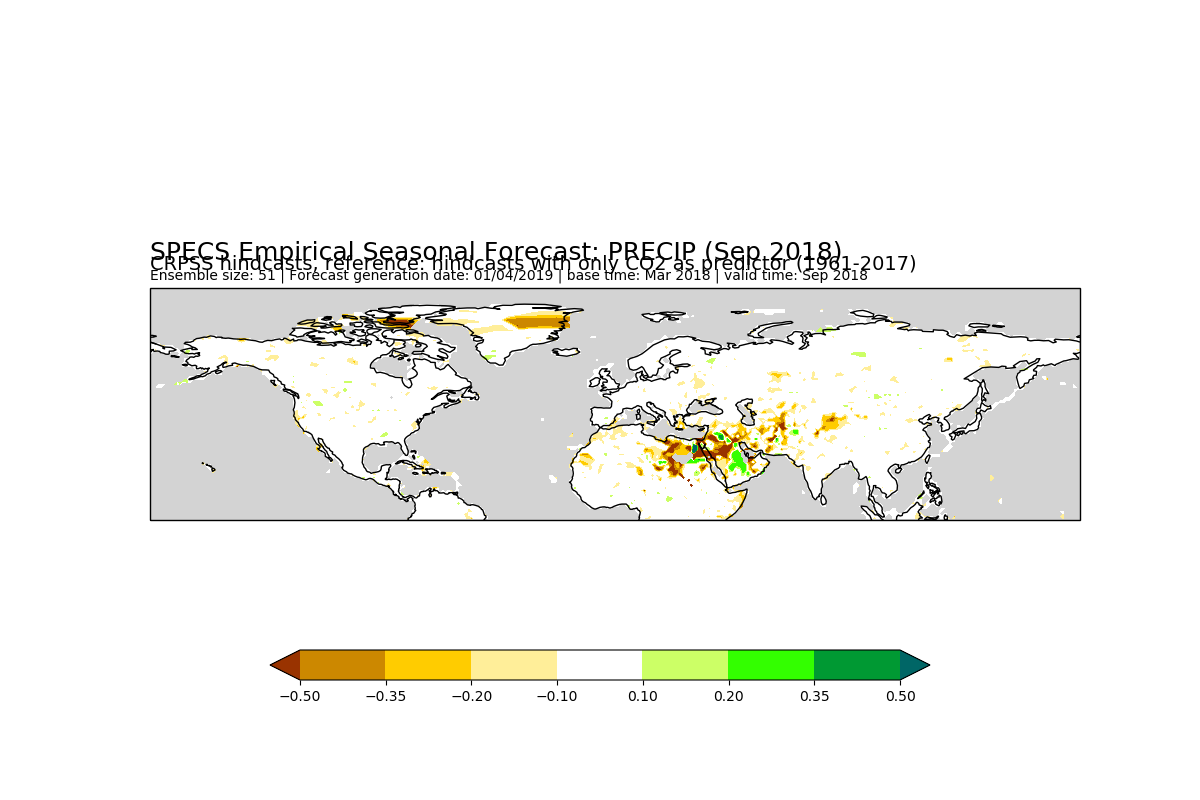 SPECS Empirical Seasonal Forecast: PRECIP (Sep 2018)
CRPSS hindcasts, reference: hindcasts with only CO2 as predictor (1961-2017)
Ensemble size: 51 | Forecast generation date: 01/04/2019 | base time: Mar 2018 | valid time: Sep 2018
−0.50 −0.35 −0.20 −0.10 0.10 0.20 0.35 0.50